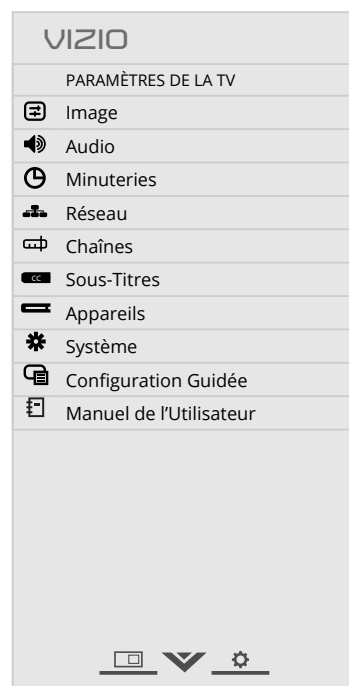 VIZIO
PARAMÈTRES DE LA TV
Image
Audio
Minuteries
Réseau
Chaînes
CC
Sous-Titres
Appareils
Système
Configuration Guidée
Manuel de l’Utilisateur